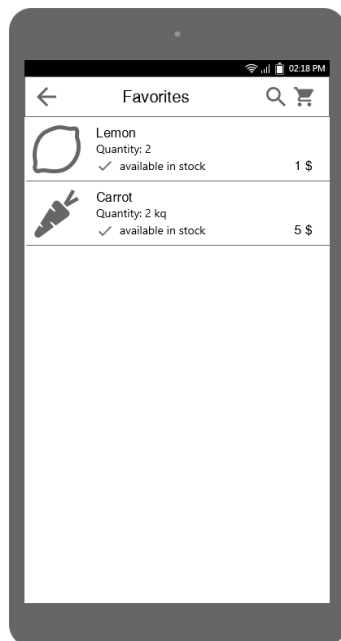 02:18 PM
Favorites
Lemon
Quantity: 2
available in stock
1 $
Carrot
Quantity: 2 kq
available in stock
5 $